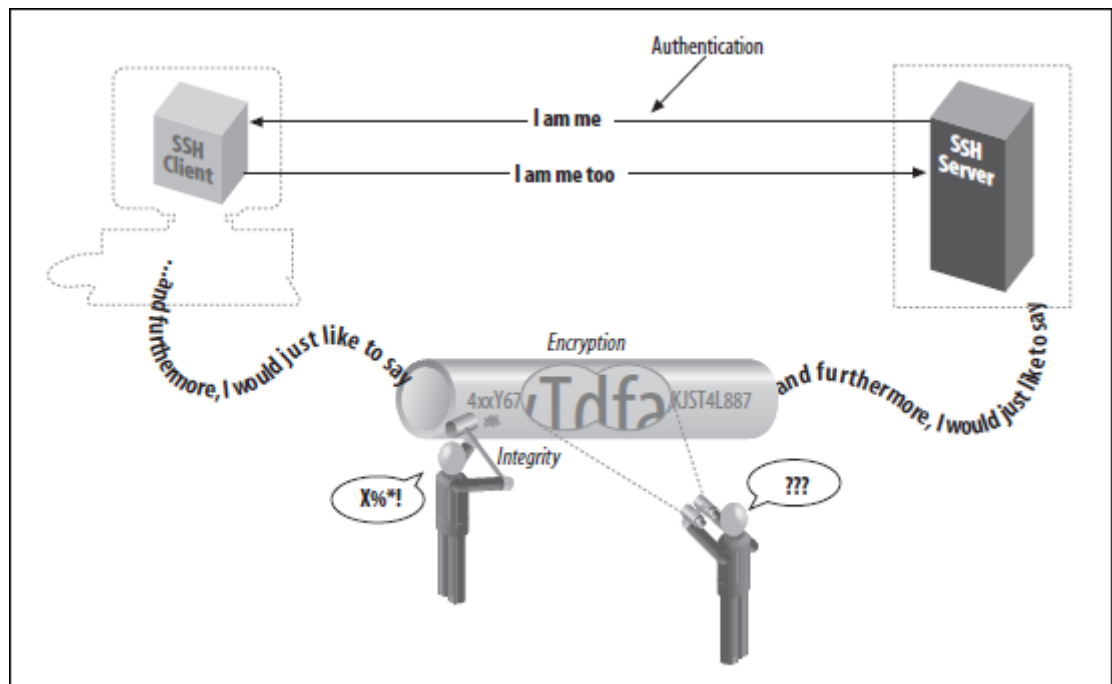 Authentication
I am me
SSH
Client
SSH
Server
I am me too
...and furthermore, I would just like to say
Encryption
4xxY67
yTdfa
KJST4L887
and furthermore, I would just like to say
Integrity
X%*!
???